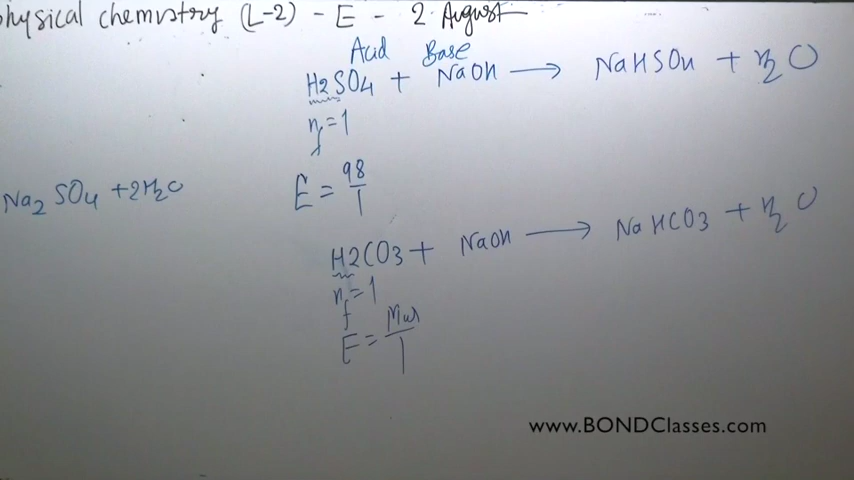 physical chemistry (L-2) - E - 2 August
Acid Base
H2SO4 + NaOH → NaHSO4 + H2O
nf = 1
E = 98/1
Na2SO4 + 2H2O
H2CO3 + NaOH → NaHCO3 + H2O
nf = 1
E = Mw/1
www.BONDClasses.com